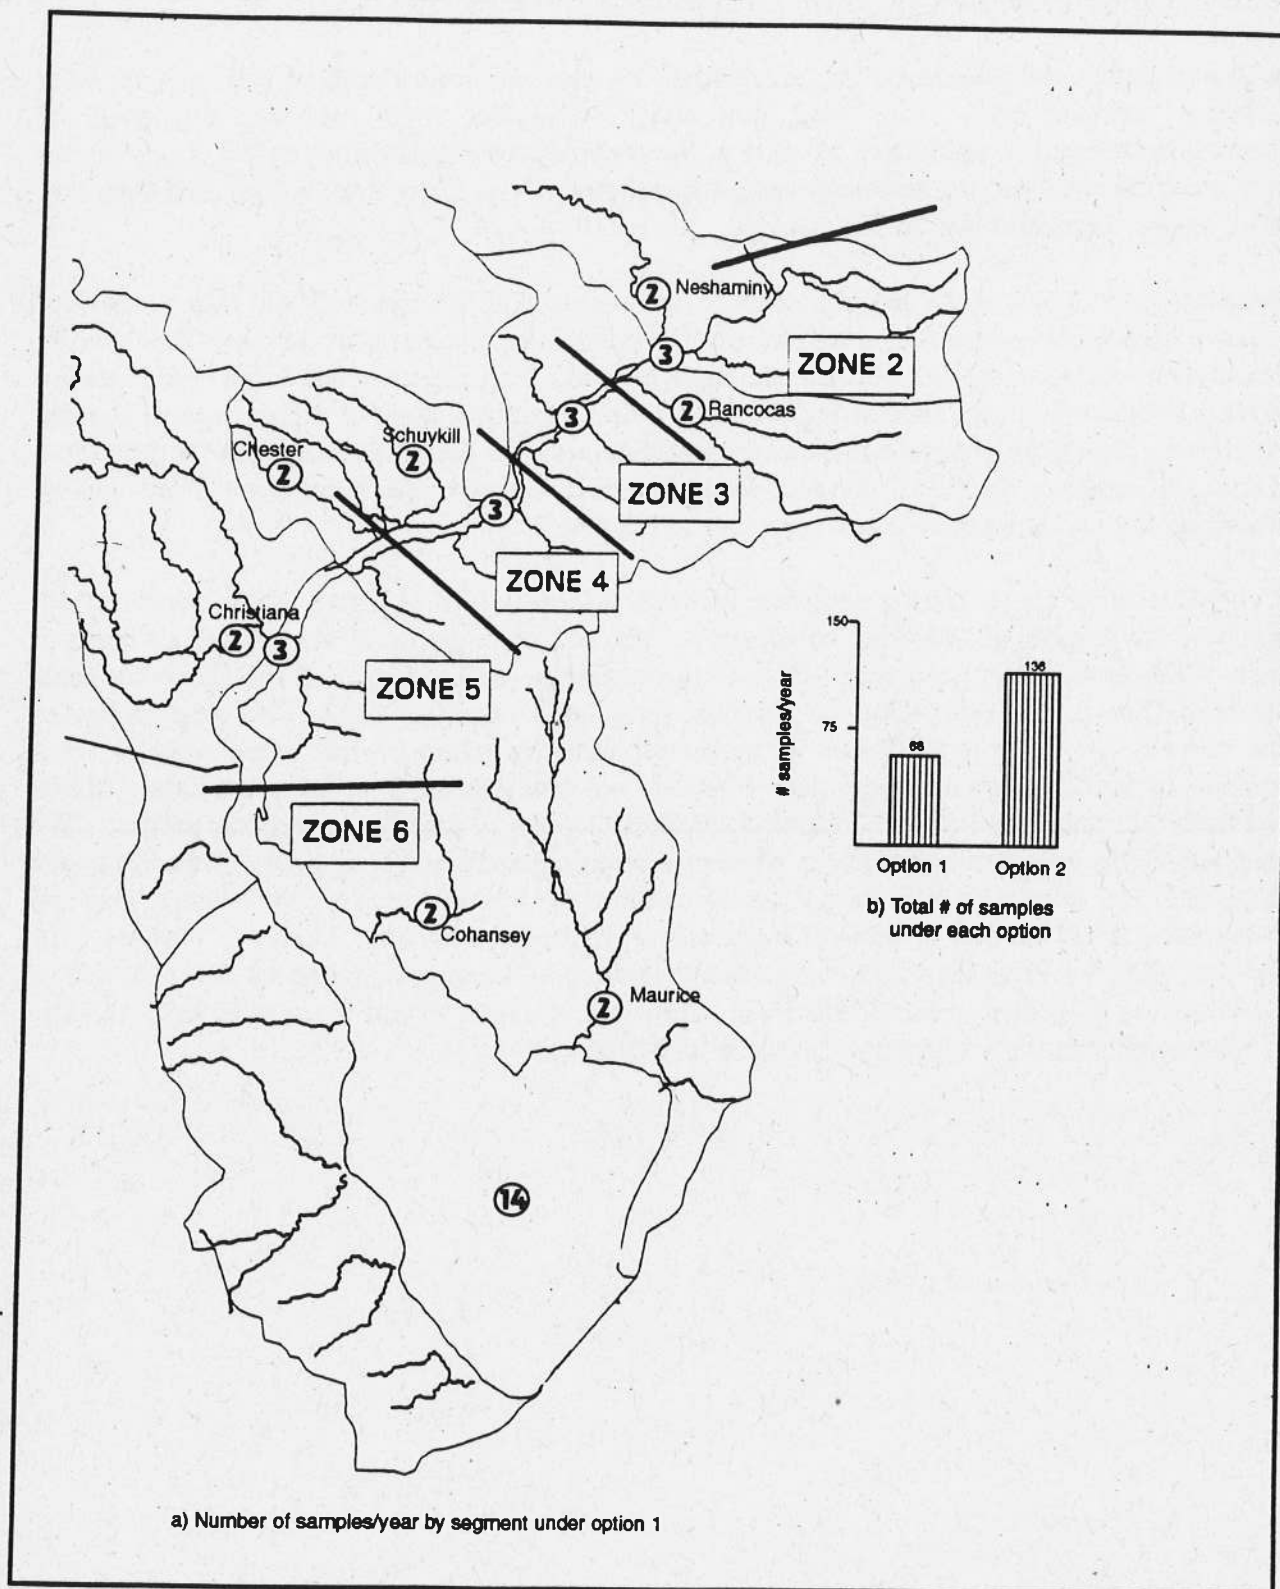 2 Neshaminy
3
ZONE 2
3
2 Rancocas
Schuykill
Chester
2
2
ZONE 3
3
ZONE 4
Christiana
2
3
ZONE 5
ZONE 6
2
Cohansey
2 Maurice
14
150
# samples/year
75
68
136
Option 1
Option 2
b) Total # of samples
under each option
a) Number of samples/year by segment under option 1